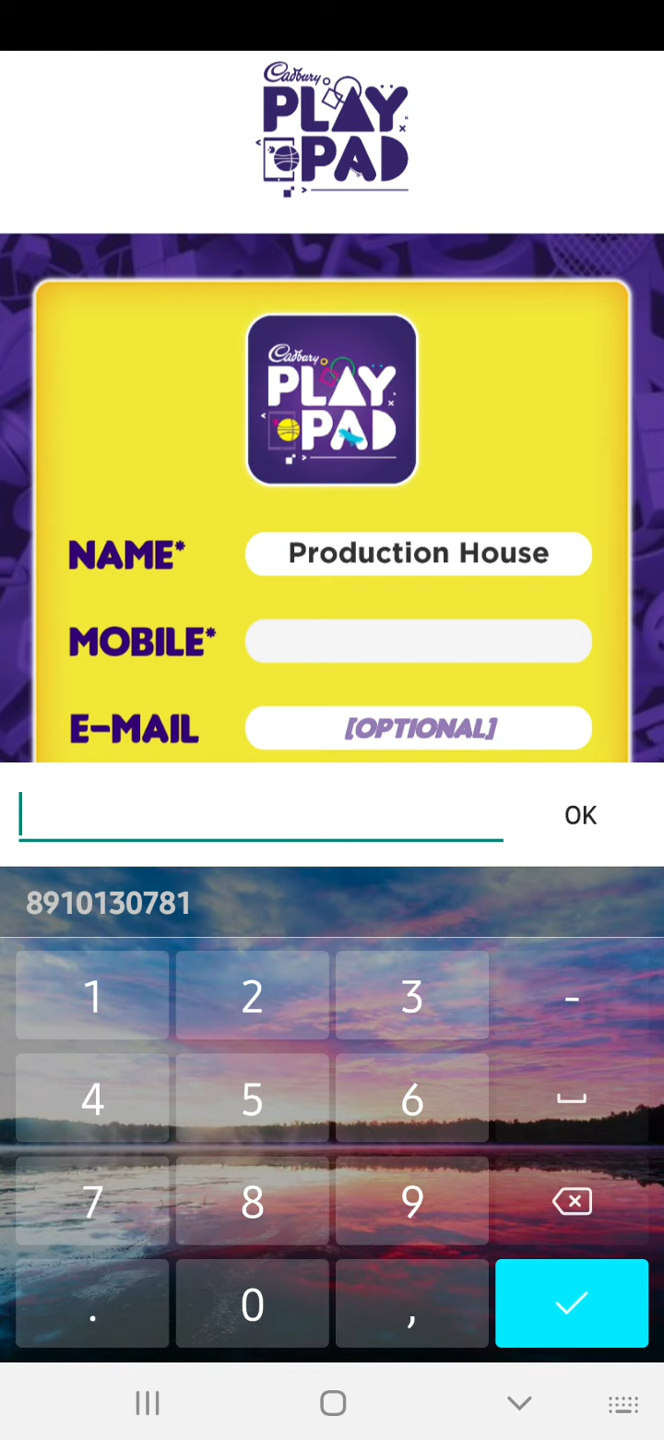 Cadbury
PLAY
PAD
Cadbury
PLAY
PAD
NAME* Production House
MOBILE*
E-MAIL [OPTIONAL]
OK
8910130781
1 2 3 -
4 5 6
7 8 9
. 0 ,